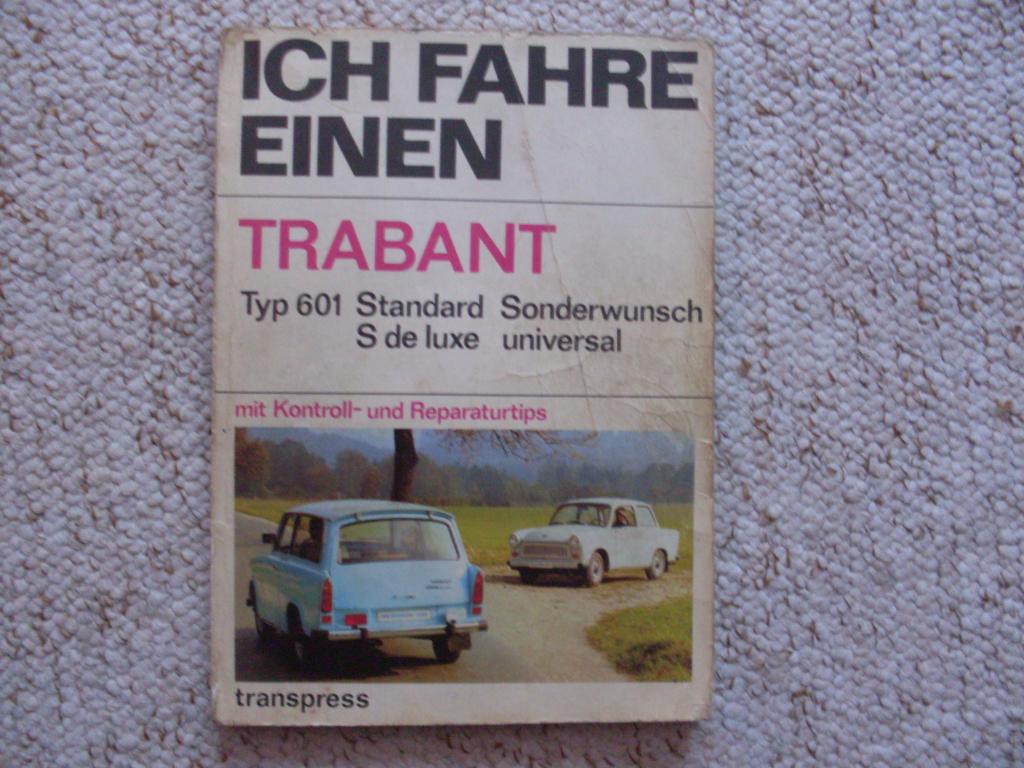 ICH FAHRE
EINEN
TRABANT
Typ 601 Standard Sonderwunsch
S de luxe universal
mit Kontroll- und Reparaturtips
transpress